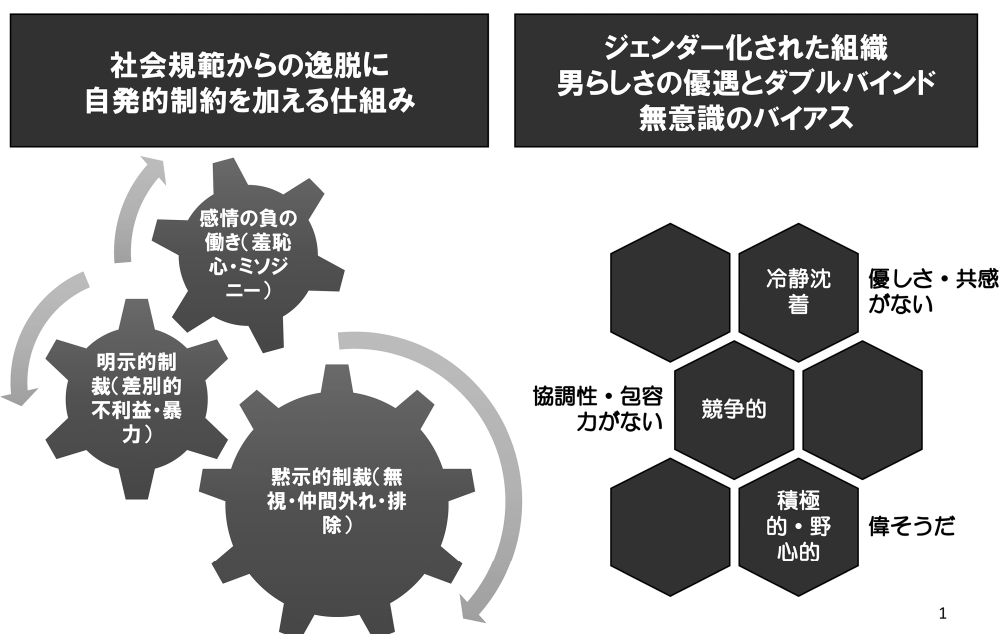 社会規範からの逸脱に
自発的制約を加える仕組み
感情の負の
働き（羞恥
心・ミソジ
ニー）
明示的制
裁（差別的
不利益・暴
力）
黙示的制裁（無
視・仲間外れ・排
除）
ジェンダー化された組織
男らしさの優遇とダブルバインド
無意識のバイアス
冷静沈
着
優しさ・共感
がない
協調性・包容
力がない
競争的
積極
的・野
心的
偉そうだ
1